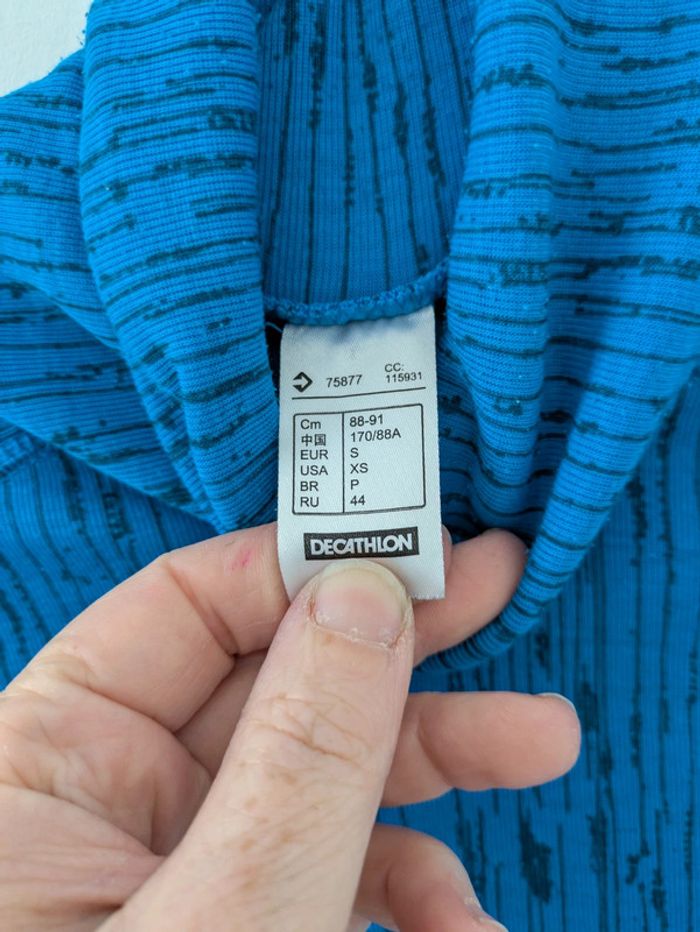 75877 CC: 115931
Cm 88-91
中国 170/88A
EUR S
USA XS
BR P
RU 44
DECATHLON